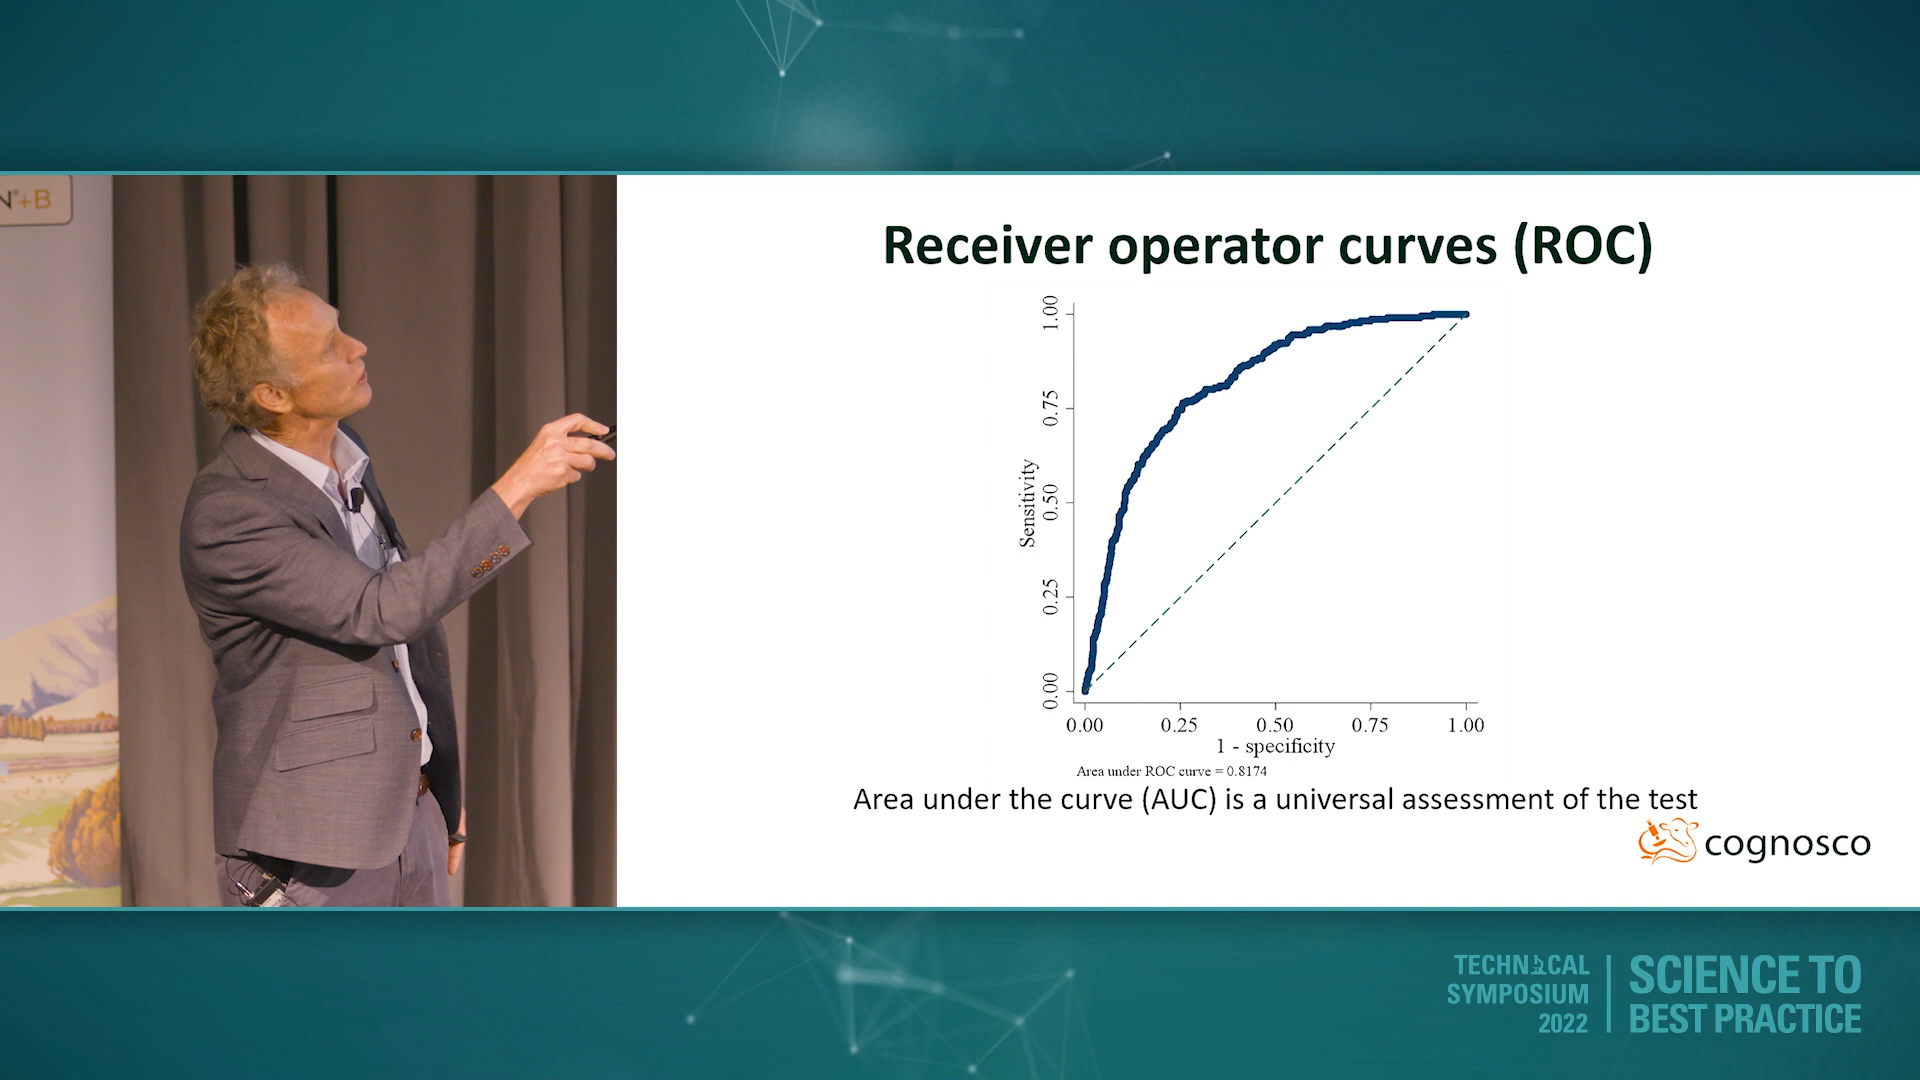 N®+B
Receiver operator curves (ROC)
1.00
0.75
0.50
0.25
0.00
Sensitivity
0.00 0.25 0.50 0.75 1.00
1 - specificity
Area under ROC curve = 0.8174
Area under the curve (AUC) is a universal assessment of the test
cognosco
TECHNICAL
SYMPOSIUM
2022
SCIENCE TO
BEST PRACTICE